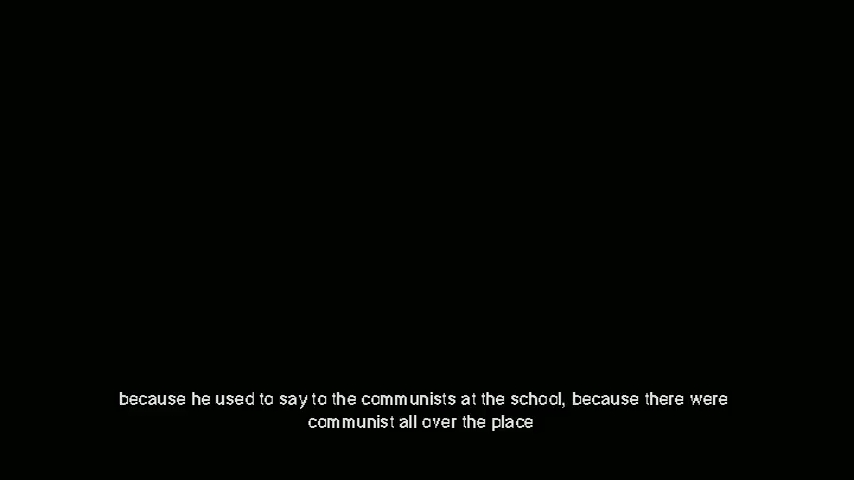 because he used to say to the communists at the school, because there were
communist all over the place